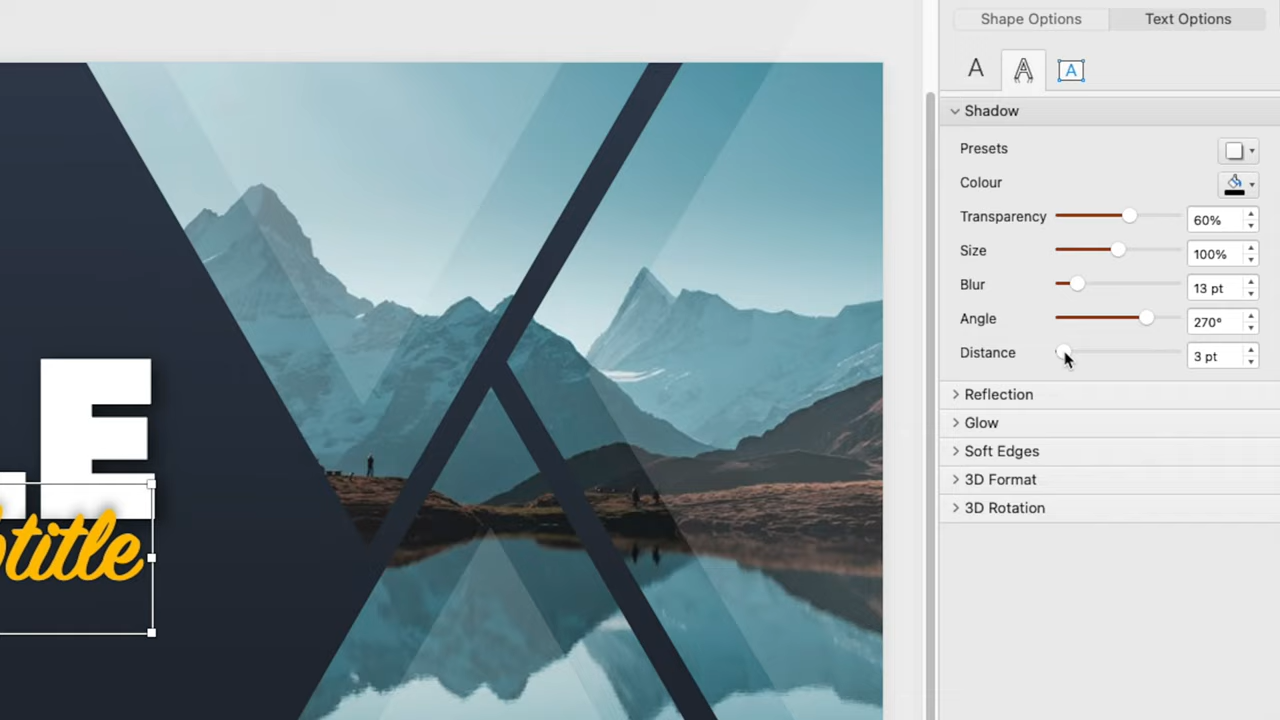 Shape Options
Text Options
A A A
Shadow
Presets
Colour
Transparency 60%
Size 100%
Blur 13 pt
Angle 270°
Distance 3 pt
Reflection
Glow
Soft Edges
3D Format
3D Rotation
E
title